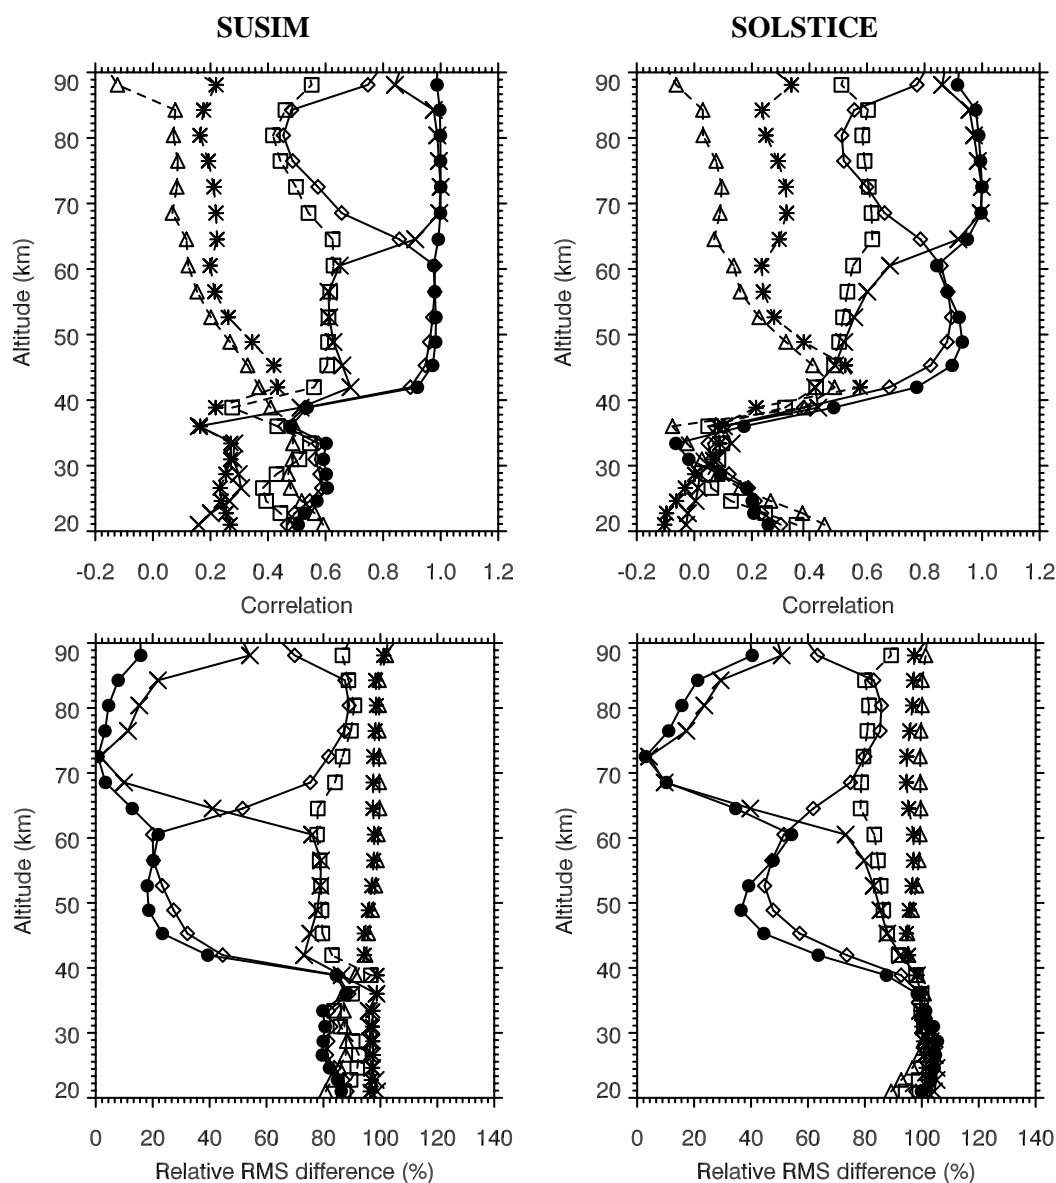 SUSIM SOLSTICE
90 90
80 80
70 70
60 60
50 50
40 40
30 30
20 20
Altitude (km) Altitude (km)
-0.2 0.0 0.2 0.4 0.6 0.8 1.0 1.2 -0.2 0.0 0.2 0.4 0.6 0.8 1.0 1.2
Correlation Correlation
90 90
80 80
70 70
60 60
50 50
40 40
30 30
20 20
Altitude (km) Altitude (km)
0 20 40 60 80 100 120 140 0 20 40 60 80 100 120 140
Relative RMS difference (%) Relative RMS difference (%)